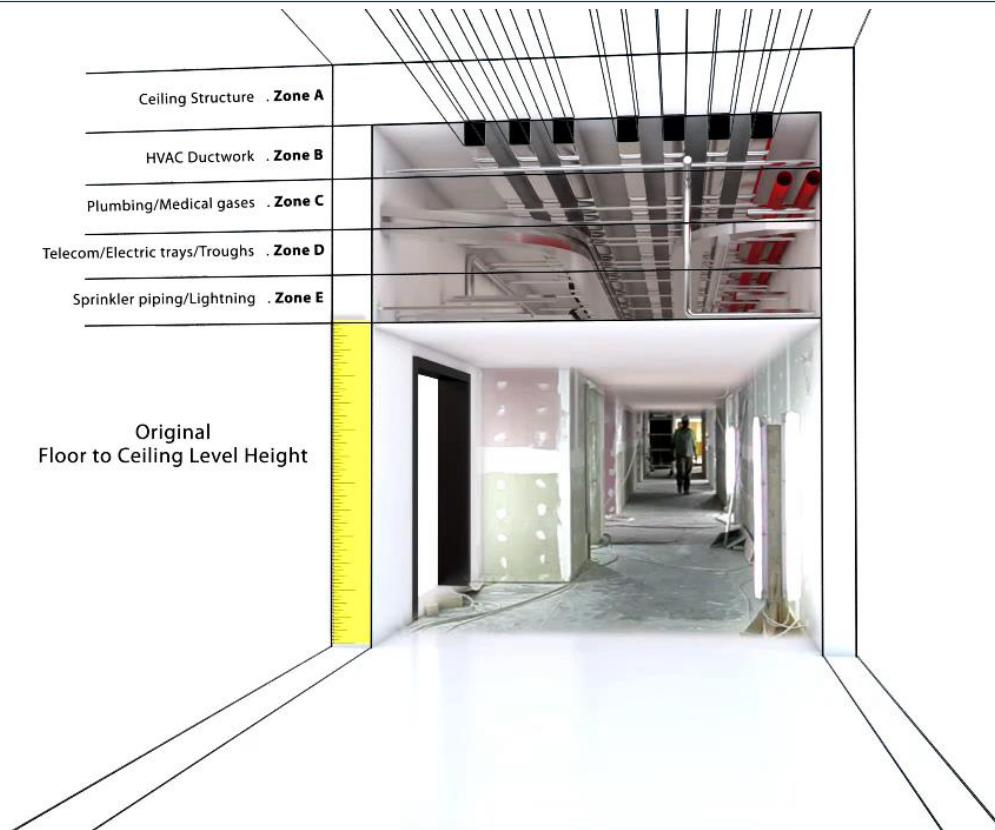 Ceiling Structure . Zone A
HVAC Ductwork . Zone B
Plumbing/Medical gases . Zone C
Telecom/Electric trays/Troughs . Zone D
Sprinkler piping/Lightning . Zone E
Original
Floor to Ceiling Level Height